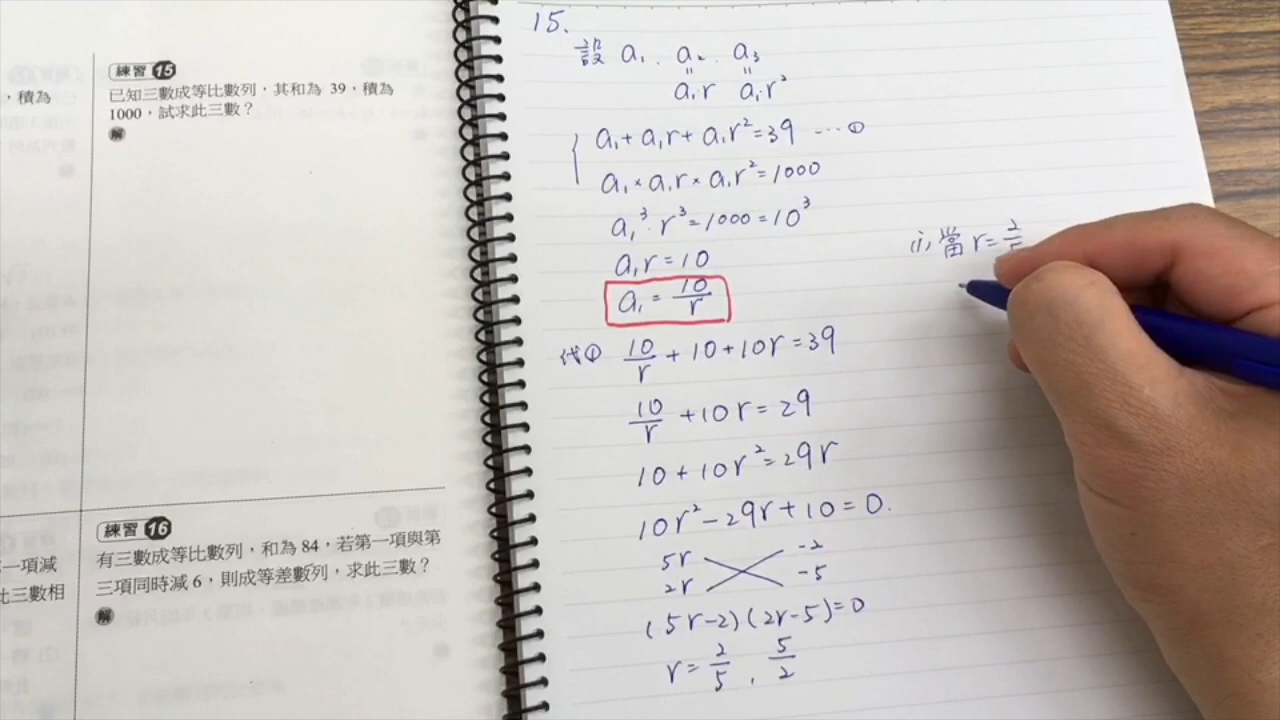 ，積為
練習 15
已知三數成等比數列，其和為 39，積為
1000，試求此三數？
解
練習 16
有三數成等比數列，和為 84，若第一項與第
三項同時減 6，則成等差數列，求此三數？
解
一項減
此三數相
15.
設 a₁ . a₂ . a₃
" "
a₁r a₁r²
a₁+a₁r+a₁r²=39 ----①
a₁×a₁r×a₁r²=1000
a₁³·r³=1000=10³
a₁r=10
a₁=10/r
代① 10/r+10+10r=39
10/r+10r=29
10+10r²=29r
10r²-29r+10=0.
5r -2
2r -5
(5r-2)(2r-5)=0
r=2/5 , 5/2
(i) 當 r=2/5